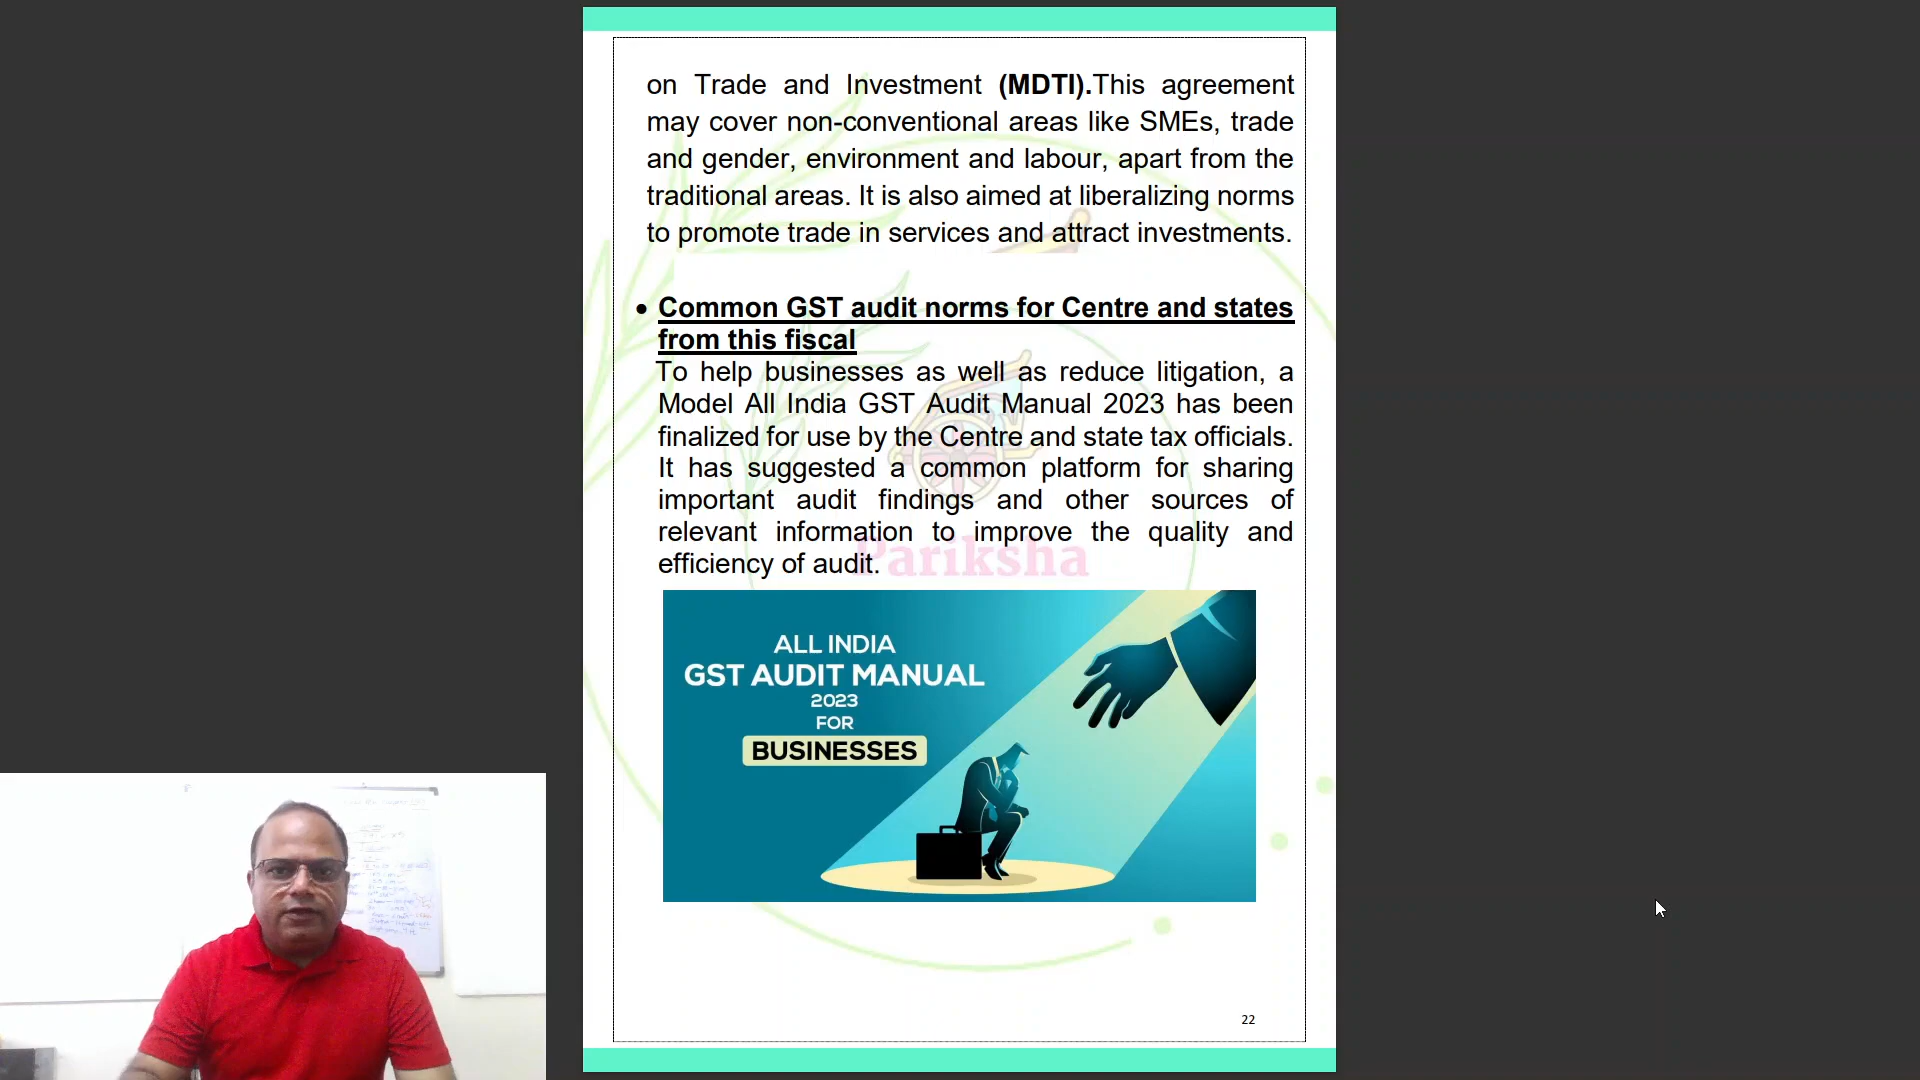 on Trade and Investment (MDTI).This agreement
may cover non-conventional areas like SMEs, trade
and gender, environment and labour, apart from the
traditional areas. It is also aimed at liberalizing norms
to promote trade in services and attract investments.
• Common GST audit norms for Centre and states
from this fiscal
To help businesses as well as reduce litigation, a
Model All India GST Audit Manual 2023 has been
finalized for use by the Centre and state tax officials.
It has suggested a common platform for sharing
important audit findings and other sources of
relevant information to improve the quality and
efficiency of audit.
Pariksha
ALL INDIA
GST AUDIT MANUAL
2023
FOR
BUSINESSES
22